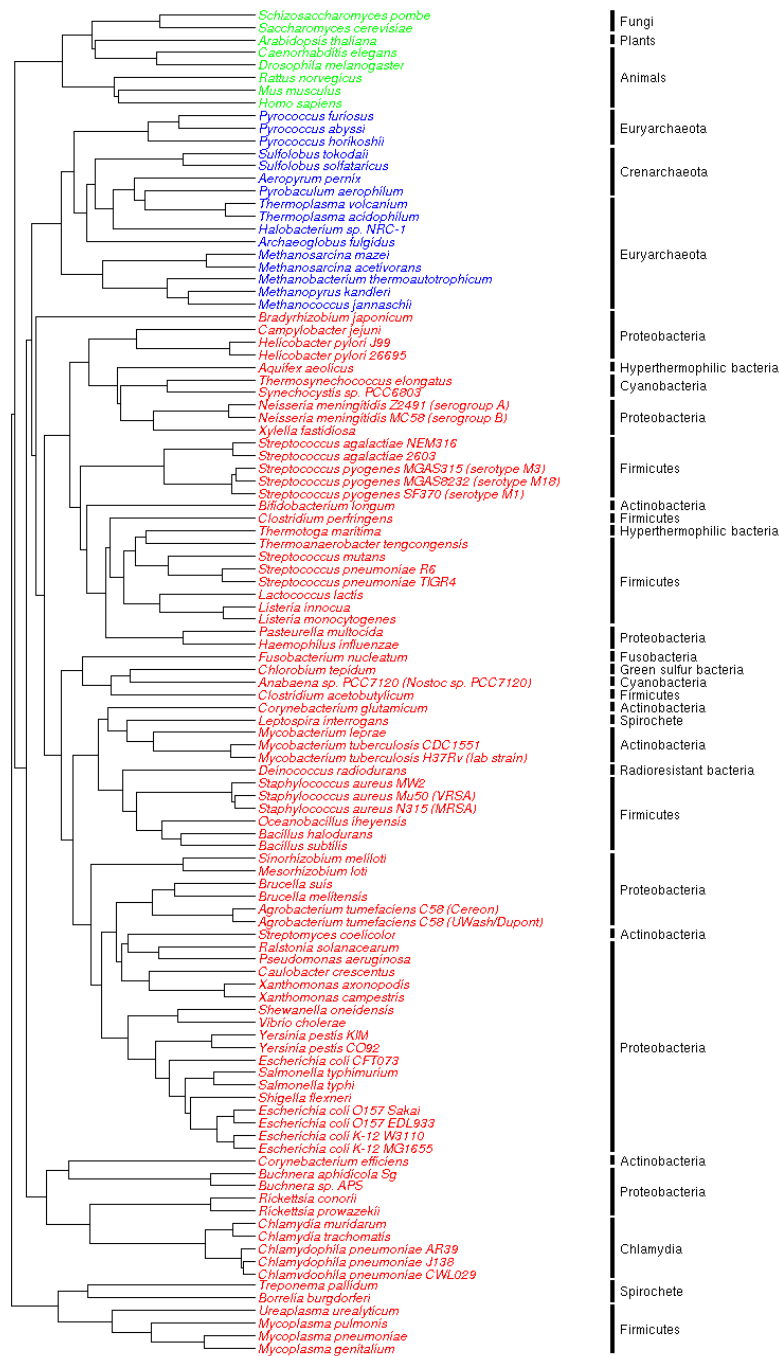 Schizosaccharomyces pombe
Fungi
Saccharomyces cerevisiae
Arabidopsis thaliana
Plants
Caenorhabditis elegans
Drosophila melanogaster
Rattus norvegicus
Animals
Mus musculus
Homo sapiens
Pyrococcus furiosus
Pyrococcus abyssi
Euryarchaeota
Pyrococcus horikoshii
Sulfolobus tokodaii
Sulfolobus solfataricus
Crenarchaeota
Aeropyrum pernix
Pyrobaculum aerophilum
Thermoplasma volcanium
Thermoplasma acidophilum
Halobacterium sp. NRC-1
Archaeoglobus fulgidus
Euryarchaeota
Methanosarcina mazei
Methanosarcina acetivorans
Methanobacterium thermoautotrophicum
Methanopyrus kandleri
Methanococcus jannaschii
Bradyrhizobium japonicum
Campylobacter jejuni
Proteobacteria
Helicobacter pylori J99
Helicobacter pylori 26695
Aquifex aeolicus
Hyperthermophilic bacteria
Thermosynechococcus elongatus
Cyanobacteria
Synechocystis sp. PCC6803
Neisseria meningitidis Z2491 (serogroup A)
Neisseria meningitidis MC58 (serogroup B)
Proteobacteria
Xylella fastidiosa
Streptococcus agalactiae NEM316
Streptococcus agalactiae 2603
Streptococcus pyogenes MGAS315 (serotype M3)
Firmicutes
Streptococcus pyogenes MGAS8232 (serotype M18)
Streptococcus pyogenes SF370 (serotype M1)
Bifidobacterium longum
Actinobacteria
Clostridium perfringens
Firmicutes
Thermotoga maritima
Hyperthermophilic bacteria
Thermoanaerobacter tengcongensis
Streptococcus mutans
Streptococcus pneumoniae R6
Streptococcus pneumoniae TIGR4
Firmicutes
Lactococcus lactis
Listeria innocua
Listeria monocytogenes
Pasteurella multocida
Proteobacteria
Haemophilus influenzae
Fusobacterium nucleatum
Fusobacteria
Chlorobium tepidum
Green sulfur bacteria
Anabaena sp. PCC7120 (Nostoc sp. PCC7120)
Cyanobacteria
Clostridium acetobutylicum
Firmicutes
Corynebacterium glutamicum
Actinobacteria
Leptospira interrogans
Spirochete
Mycobacterium leprae
Mycobacterium tuberculosis CDC1551
Actinobacteria
Mycobacterium tuberculosis H37Rv (lab strain)
Deinococcus radiodurans
Radioresistant bacteria
Staphylococcus aureus MW2
Staphylococcus aureus Mu50 (VRSA)
Staphylococcus aureus N315 (MRSA)
Firmicutes
Oceanobacillus iheyensis
Bacillus halodurans
Bacillus subtilis
Sinorhizobium meliloti
Mesorhizobium loti
Brucella suis
Proteobacteria
Brucella melitensis
Agrobacterium tumefaciens C58 (Cereon)
Agrobacterium tumefaciens C58 (UWash/Dupont)
Streptomyces coelicolor
Actinobacteria
Ralstonia solanacearum
Pseudomonas aeruginosa
Caulobacter crescentus
Xanthomonas axonopodis
Xanthomonas campestris
Shewanella oneidensis
Vibrio cholerae
Yersinia pestis KIM
Yersinia pestis CO92
Proteobacteria
Escherichia coli CFT073
Salmonella typhimurium
Salmonella typhi
Shigella flexneri
Escherichia coli O157 Sakai
Escherichia coli O157 EDL933
Escherichia coli K-12 W3110
Escherichia coli K-12 MG1655
Corynebacterium efficiens
Actinobacteria
Buchnera aphidicola Sg
Buchnera sp. APS
Proteobacteria
Rickettsia conorii
Rickettsia prowazekii
Chlamydia muridarum
Chlamydia trachomatis
Chlamydophila pneumoniae AR39
Chlamydia
Chlamydophila pneumoniae J138
Chlamydophila pneumoniae CWL029
Treponema pallidum
Spirochete
Borrelia burgdorferi
Ureaplasma urealyticum
Mycoplasma pulmonis
Firmicutes
Mycoplasma pneumoniae
Mycoplasma genitalium